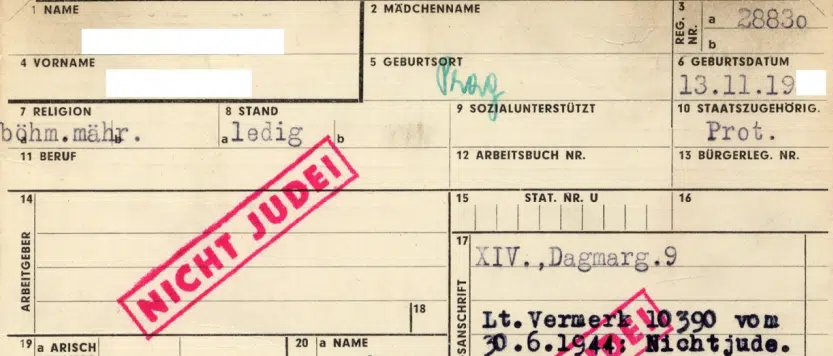 1 NAME
2 MÄDCHENNAME
3 REG. NR.
a 28830
b
4 VORNAME
5 GEBURTSORT
Prag
6 GEBURTSDATUM
13.11.19
7 RELIGION
a böhm.mähr. b
8 STAND
a ledig b
9 SOZIALUNTERSTÜTZT
10 STAATSZUGEHÖRIG.
Prot.
11 BERUF
12 ARBEITSBUCH NR.
13 BÜRGERLEG. NR.
NICHT JUDE!
14
ARBEITGEBER
15 STAT. NR. U
16
17
XIV.,Dagmarg.9
18
Lt.Vermerk 10390 vom
30.6.1944: Nichtjude.
19 a ARISCH
20 a NAME